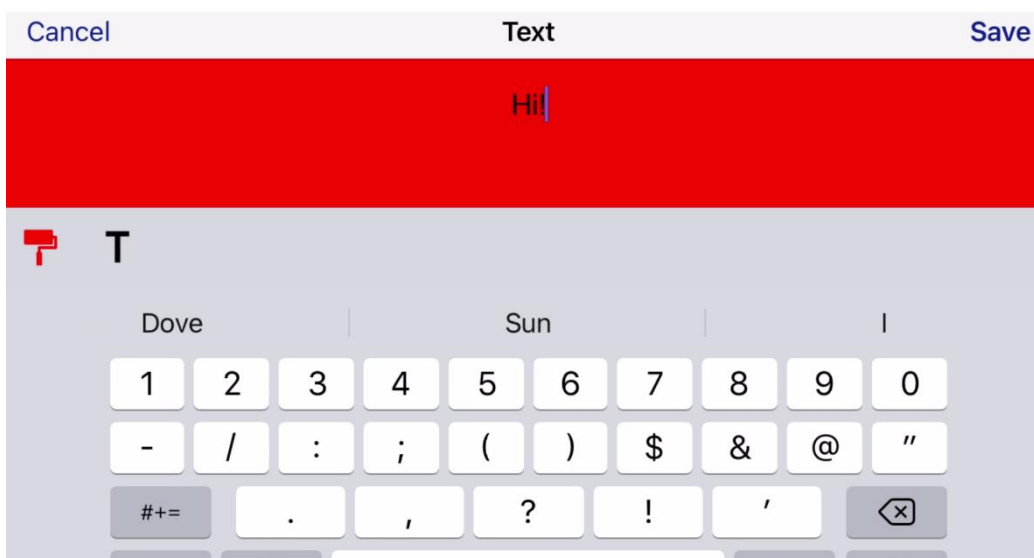 Cancel Text Save
Hi!
T
Dove Sun I
1 2 3 4 5 6 7 8 9 0
- / : ; ( ) $ & @ "
#+= . , ? ! '